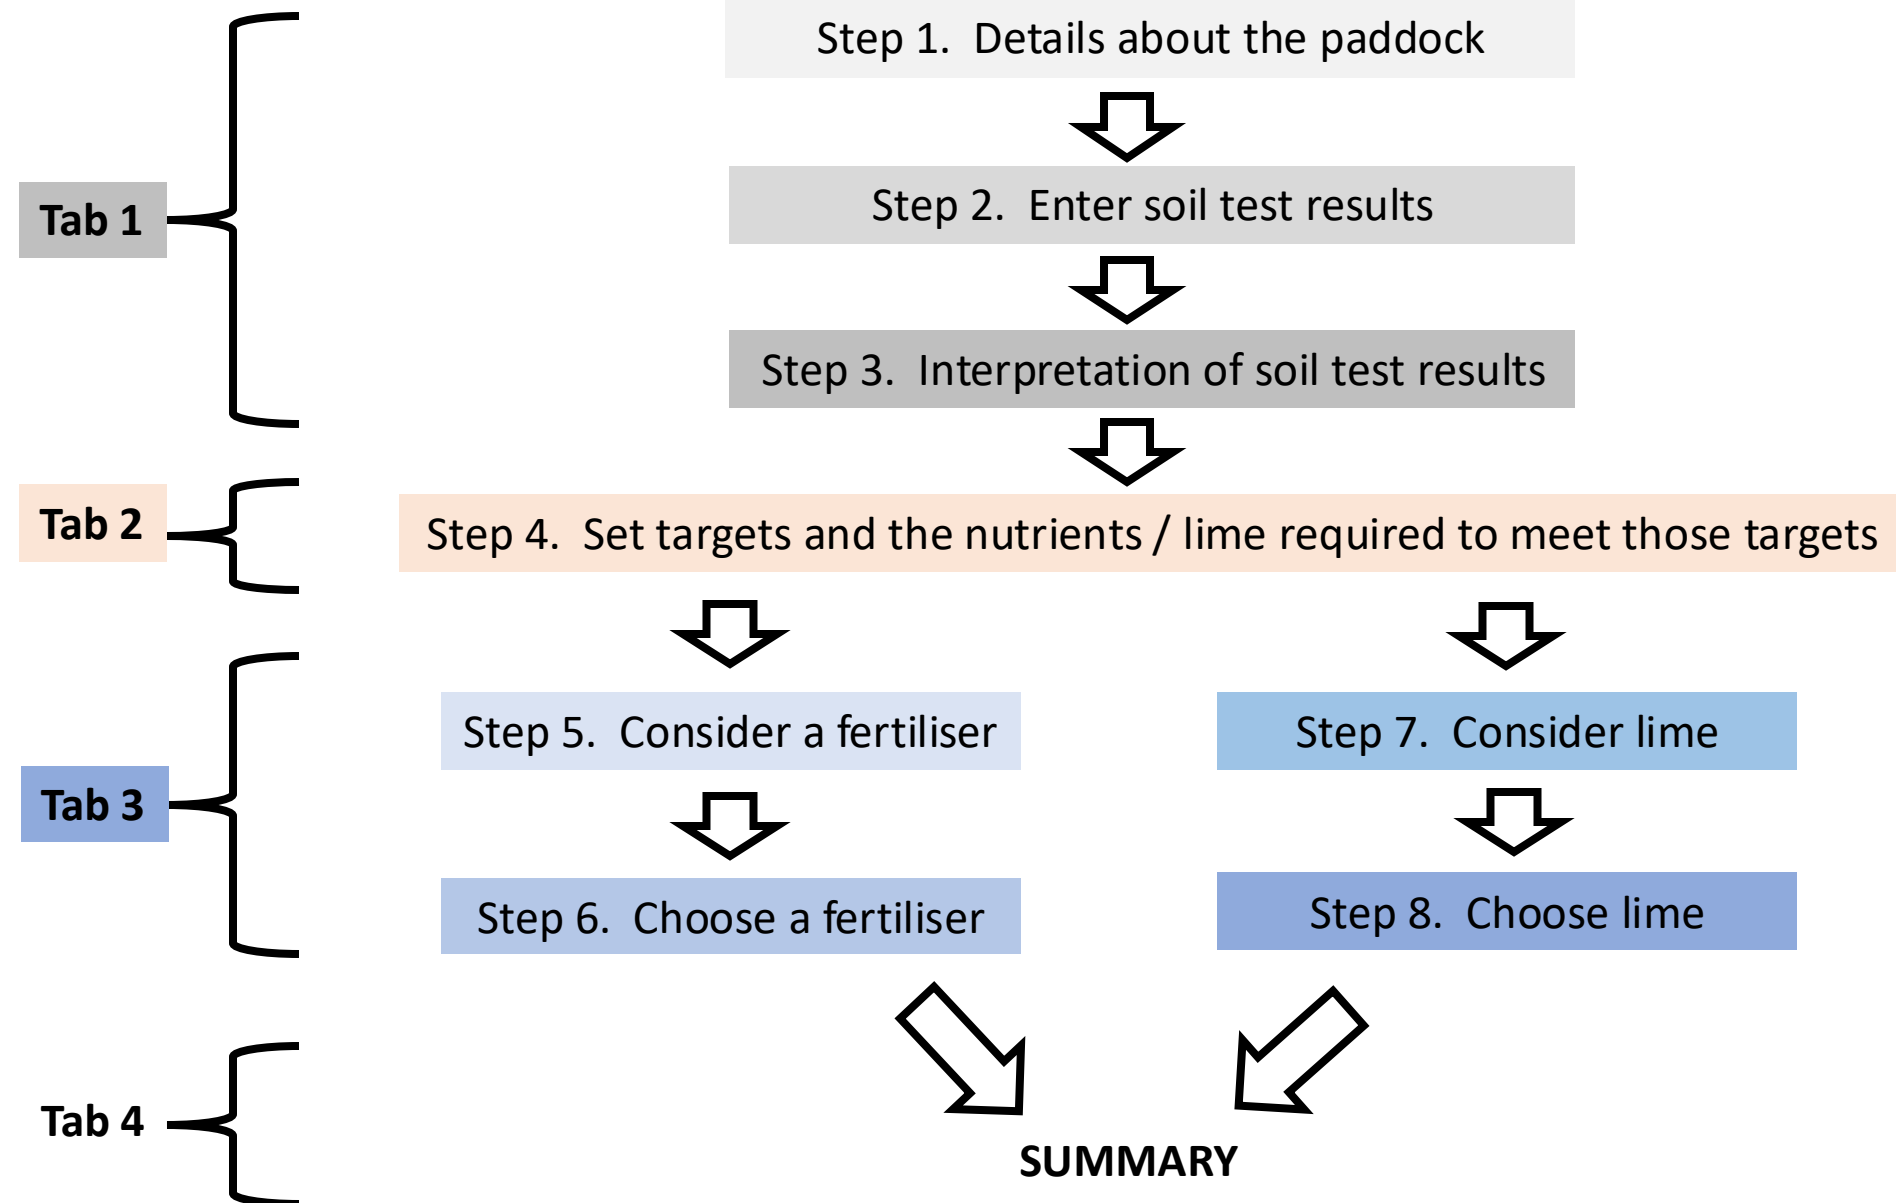 Step 1.  Details about the paddock
Tab 1
Step 2.  Enter soil test results
Step 3.  Interpretation of soil test results
Tab 2
Step 4.  Set targets and the nutrients / lime required to meet those targets
Step 5.  Consider a fertiliser
Step 7.  Consider lime
Tab 3
Step 6.  Choose a fertiliser
Step 8.  Choose lime
Tab 4
SUMMARY